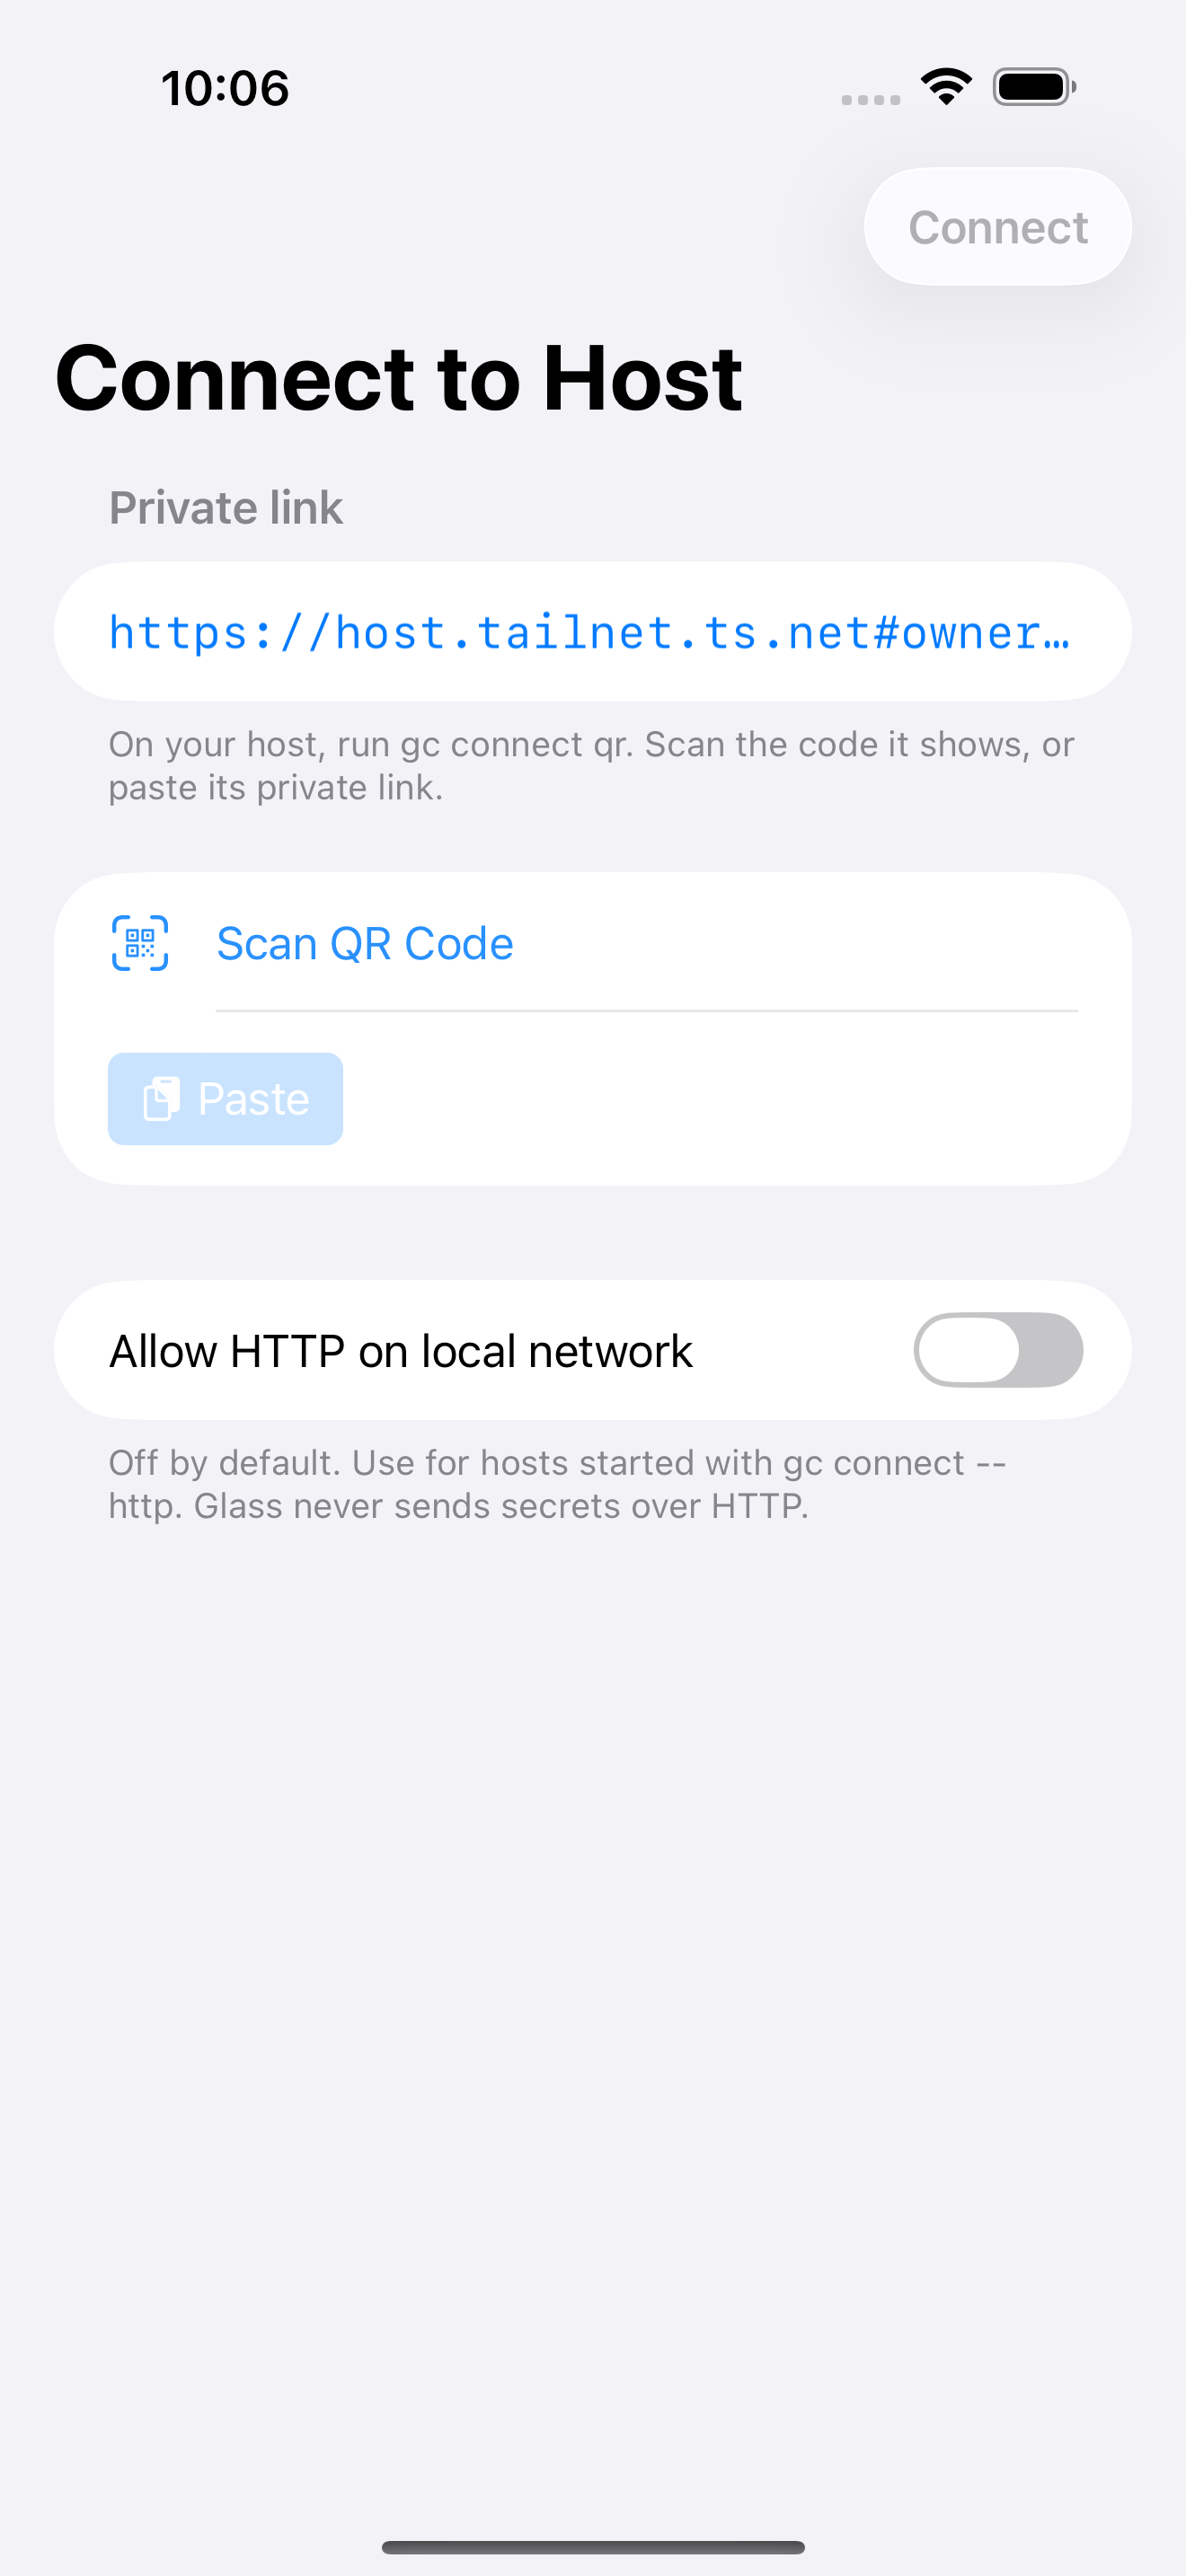 10:06
Connect
Connect to Host
Private link
https://host.tailnet.ts.net#owner…
On your host, run gc connect qr. Scan the code it shows, or
paste its private link.
Scan QR Code
Paste
Allow HTTP on local network
Off by default. Use for hosts started with gc connect --
http. Glass never sends secrets over HTTP.